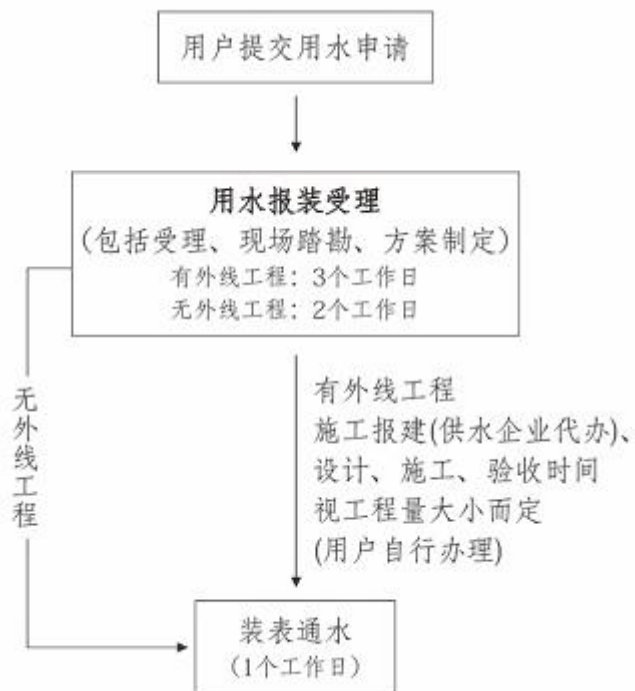 用户提交用水申请
用水报装受理
(包括受理、现场踏勘、方案制定)
有外线工程：3个工作日
无外线工程：2个工作日
无外线工程
有外线工程
施工报建(供水企业代办)、
设计、施工、验收时间
视工程量大小而定
(用户自行办理)
装表通水
(1个工作日)